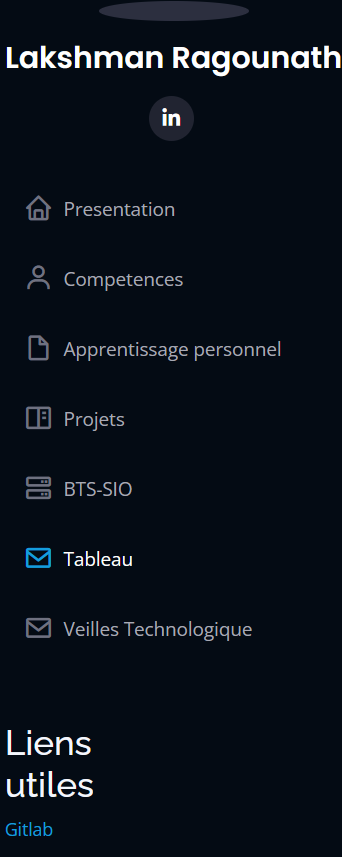 Lakshman Ragounath
in
Presentation
Competences
Apprentissage personnel
Projets
BTS-SIO
Tableau
Veilles Technologique
Liens
utiles
Gitlab